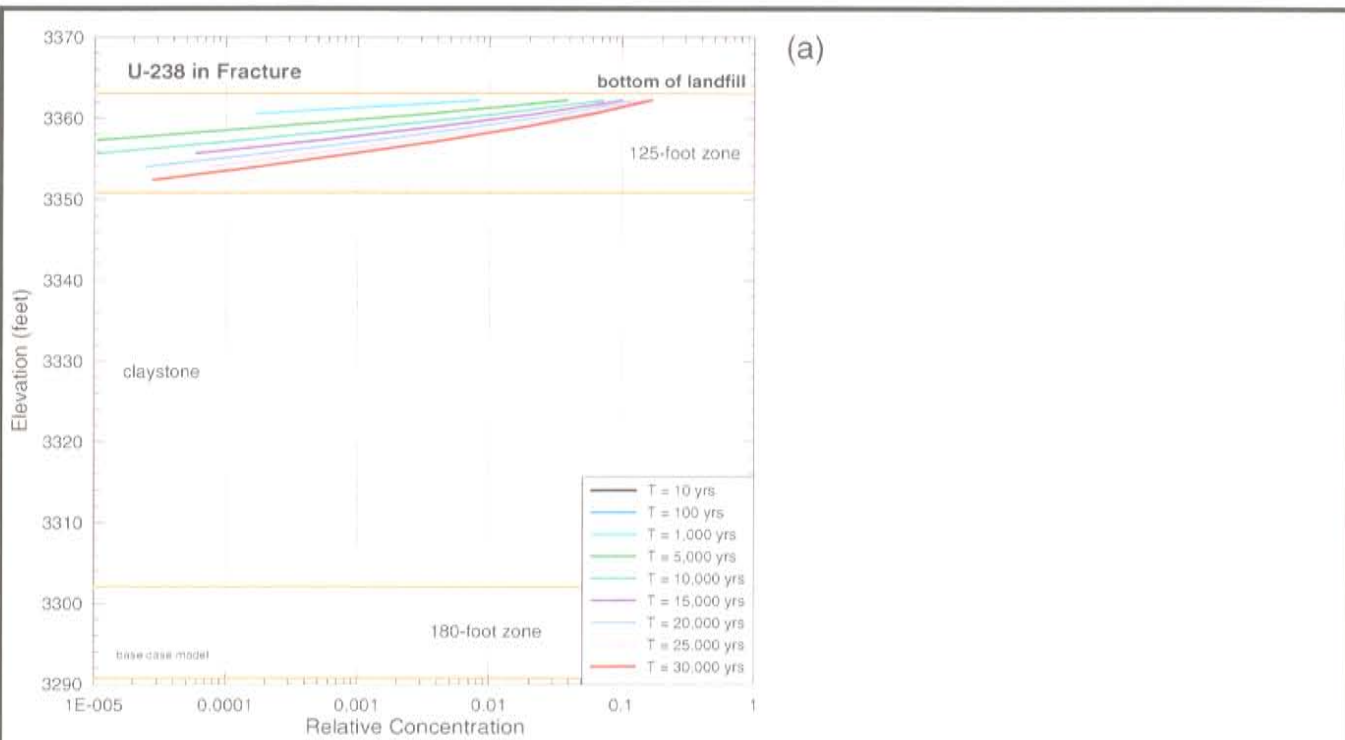 (a)
U-238 in Fracture
bottom of landfill
125-foot zone
claystone
180-foot zone
base case model
Elevation (feet)
3370
3360
3350
3340
3330
3320
3310
3300
3290
1E-005
0.0001
0.001
0.01
0.1
1
Relative Concentration
T = 10 yrs
T = 100 yrs
T = 1,000 yrs
T = 5,000 yrs
T = 10,000 yrs
T = 15,000 yrs
T = 20,000 yrs
T = 25,000 yrs
T = 30,000 yrs